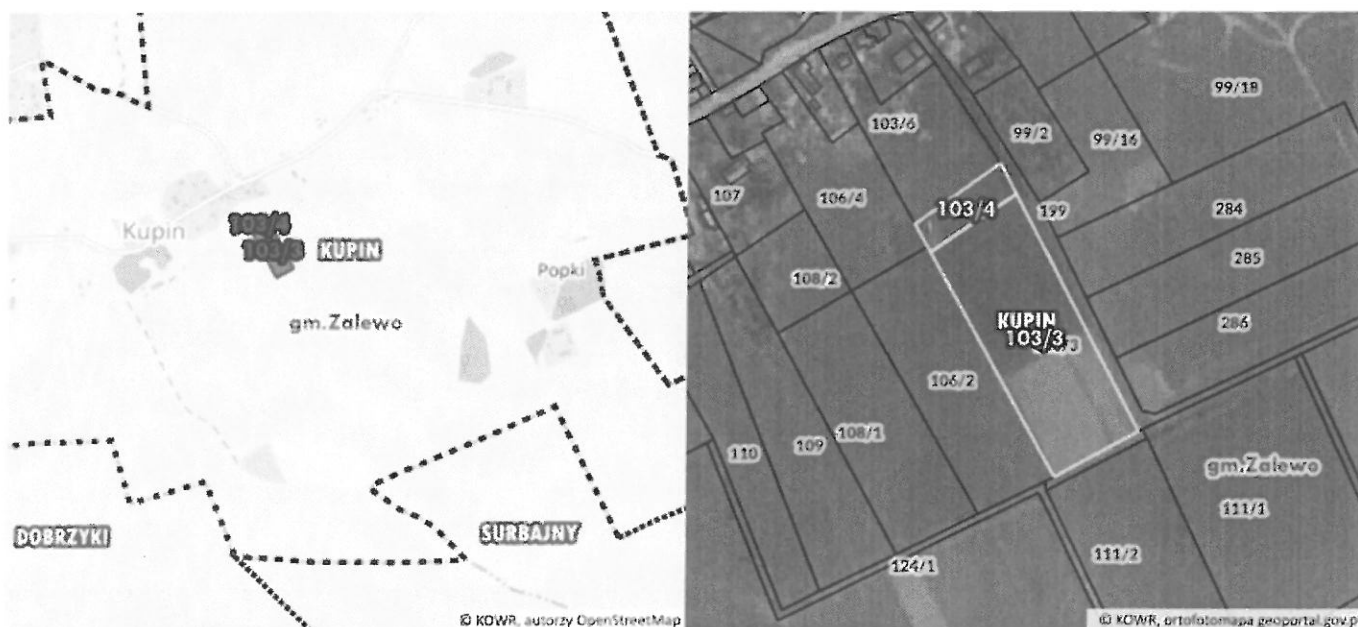 103/4
Kupin
103/3 KUPIN
Popki
gm.Zalewo
DOBRZYKI
SURBAJNY
© KOWR, autorzy OpenStreetMap
99/18
103/6
99/2
99/16
107
106/4
103/4
199
284
285
108/2
KUPIN
103/3
286
106/2
108/1
109
110
gm.Zalewo
111/1
111/2
124/1
© KOWR, ortofotomapa geoportal.gov.p